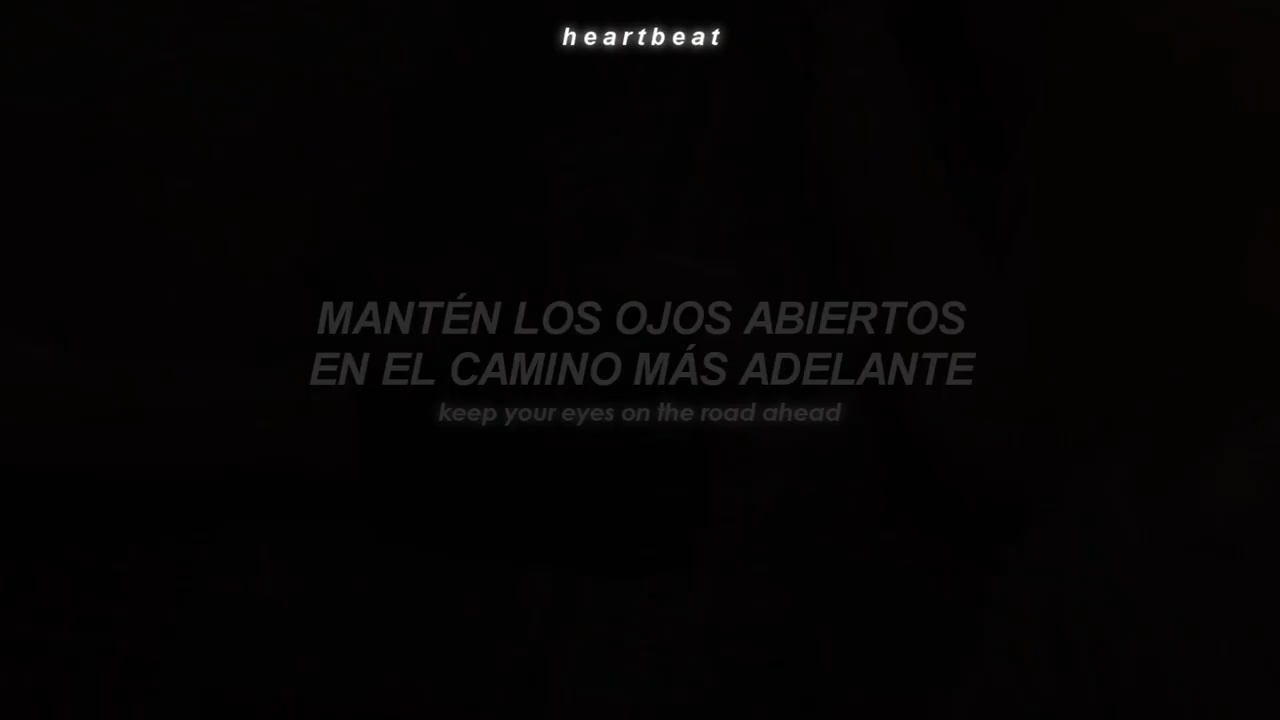 heartbeat
MANTÉN LOS OJOS ABIERTOS
EN EL CAMINO MÁS ADELANTE
keep your eyes on the road ahead